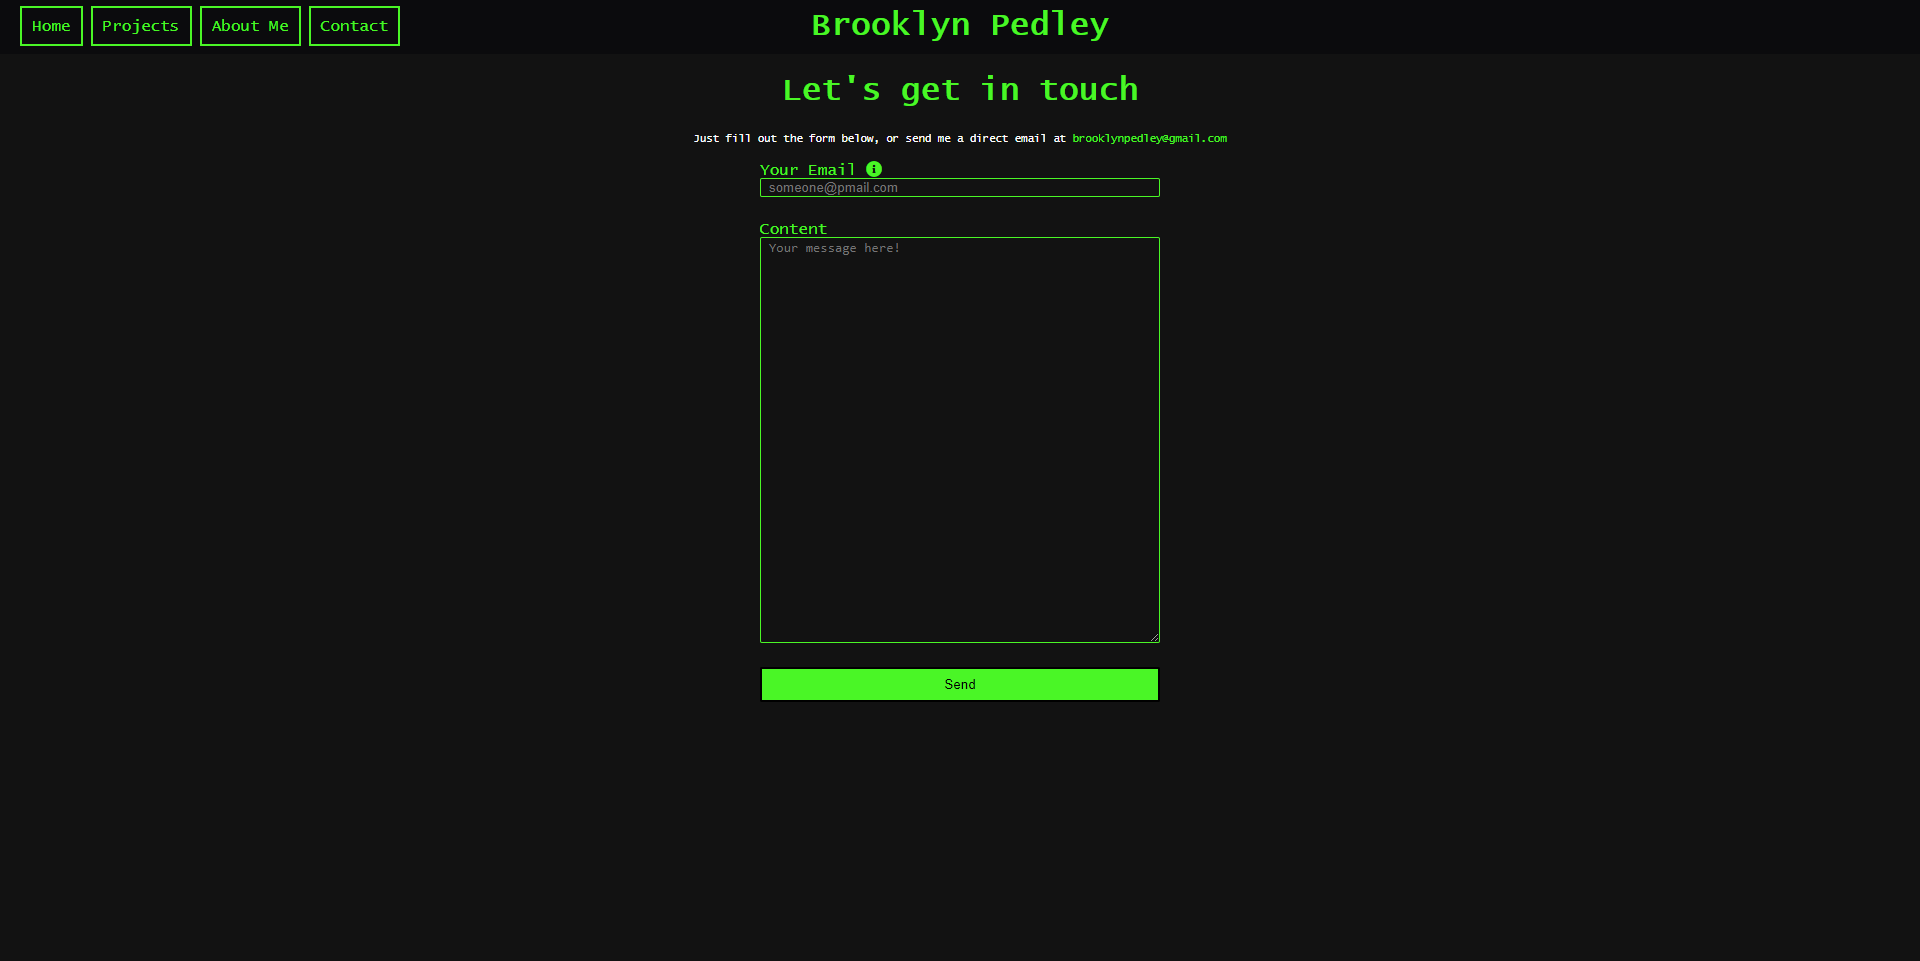 Home Projects About Me Contact Brooklyn Pedley
Let's get in touch
Just fill out the form below, or send me a direct email at brooklynpedley@gmail.com
Your Email i
someone@pmail.com
Content
Your message here!
Send